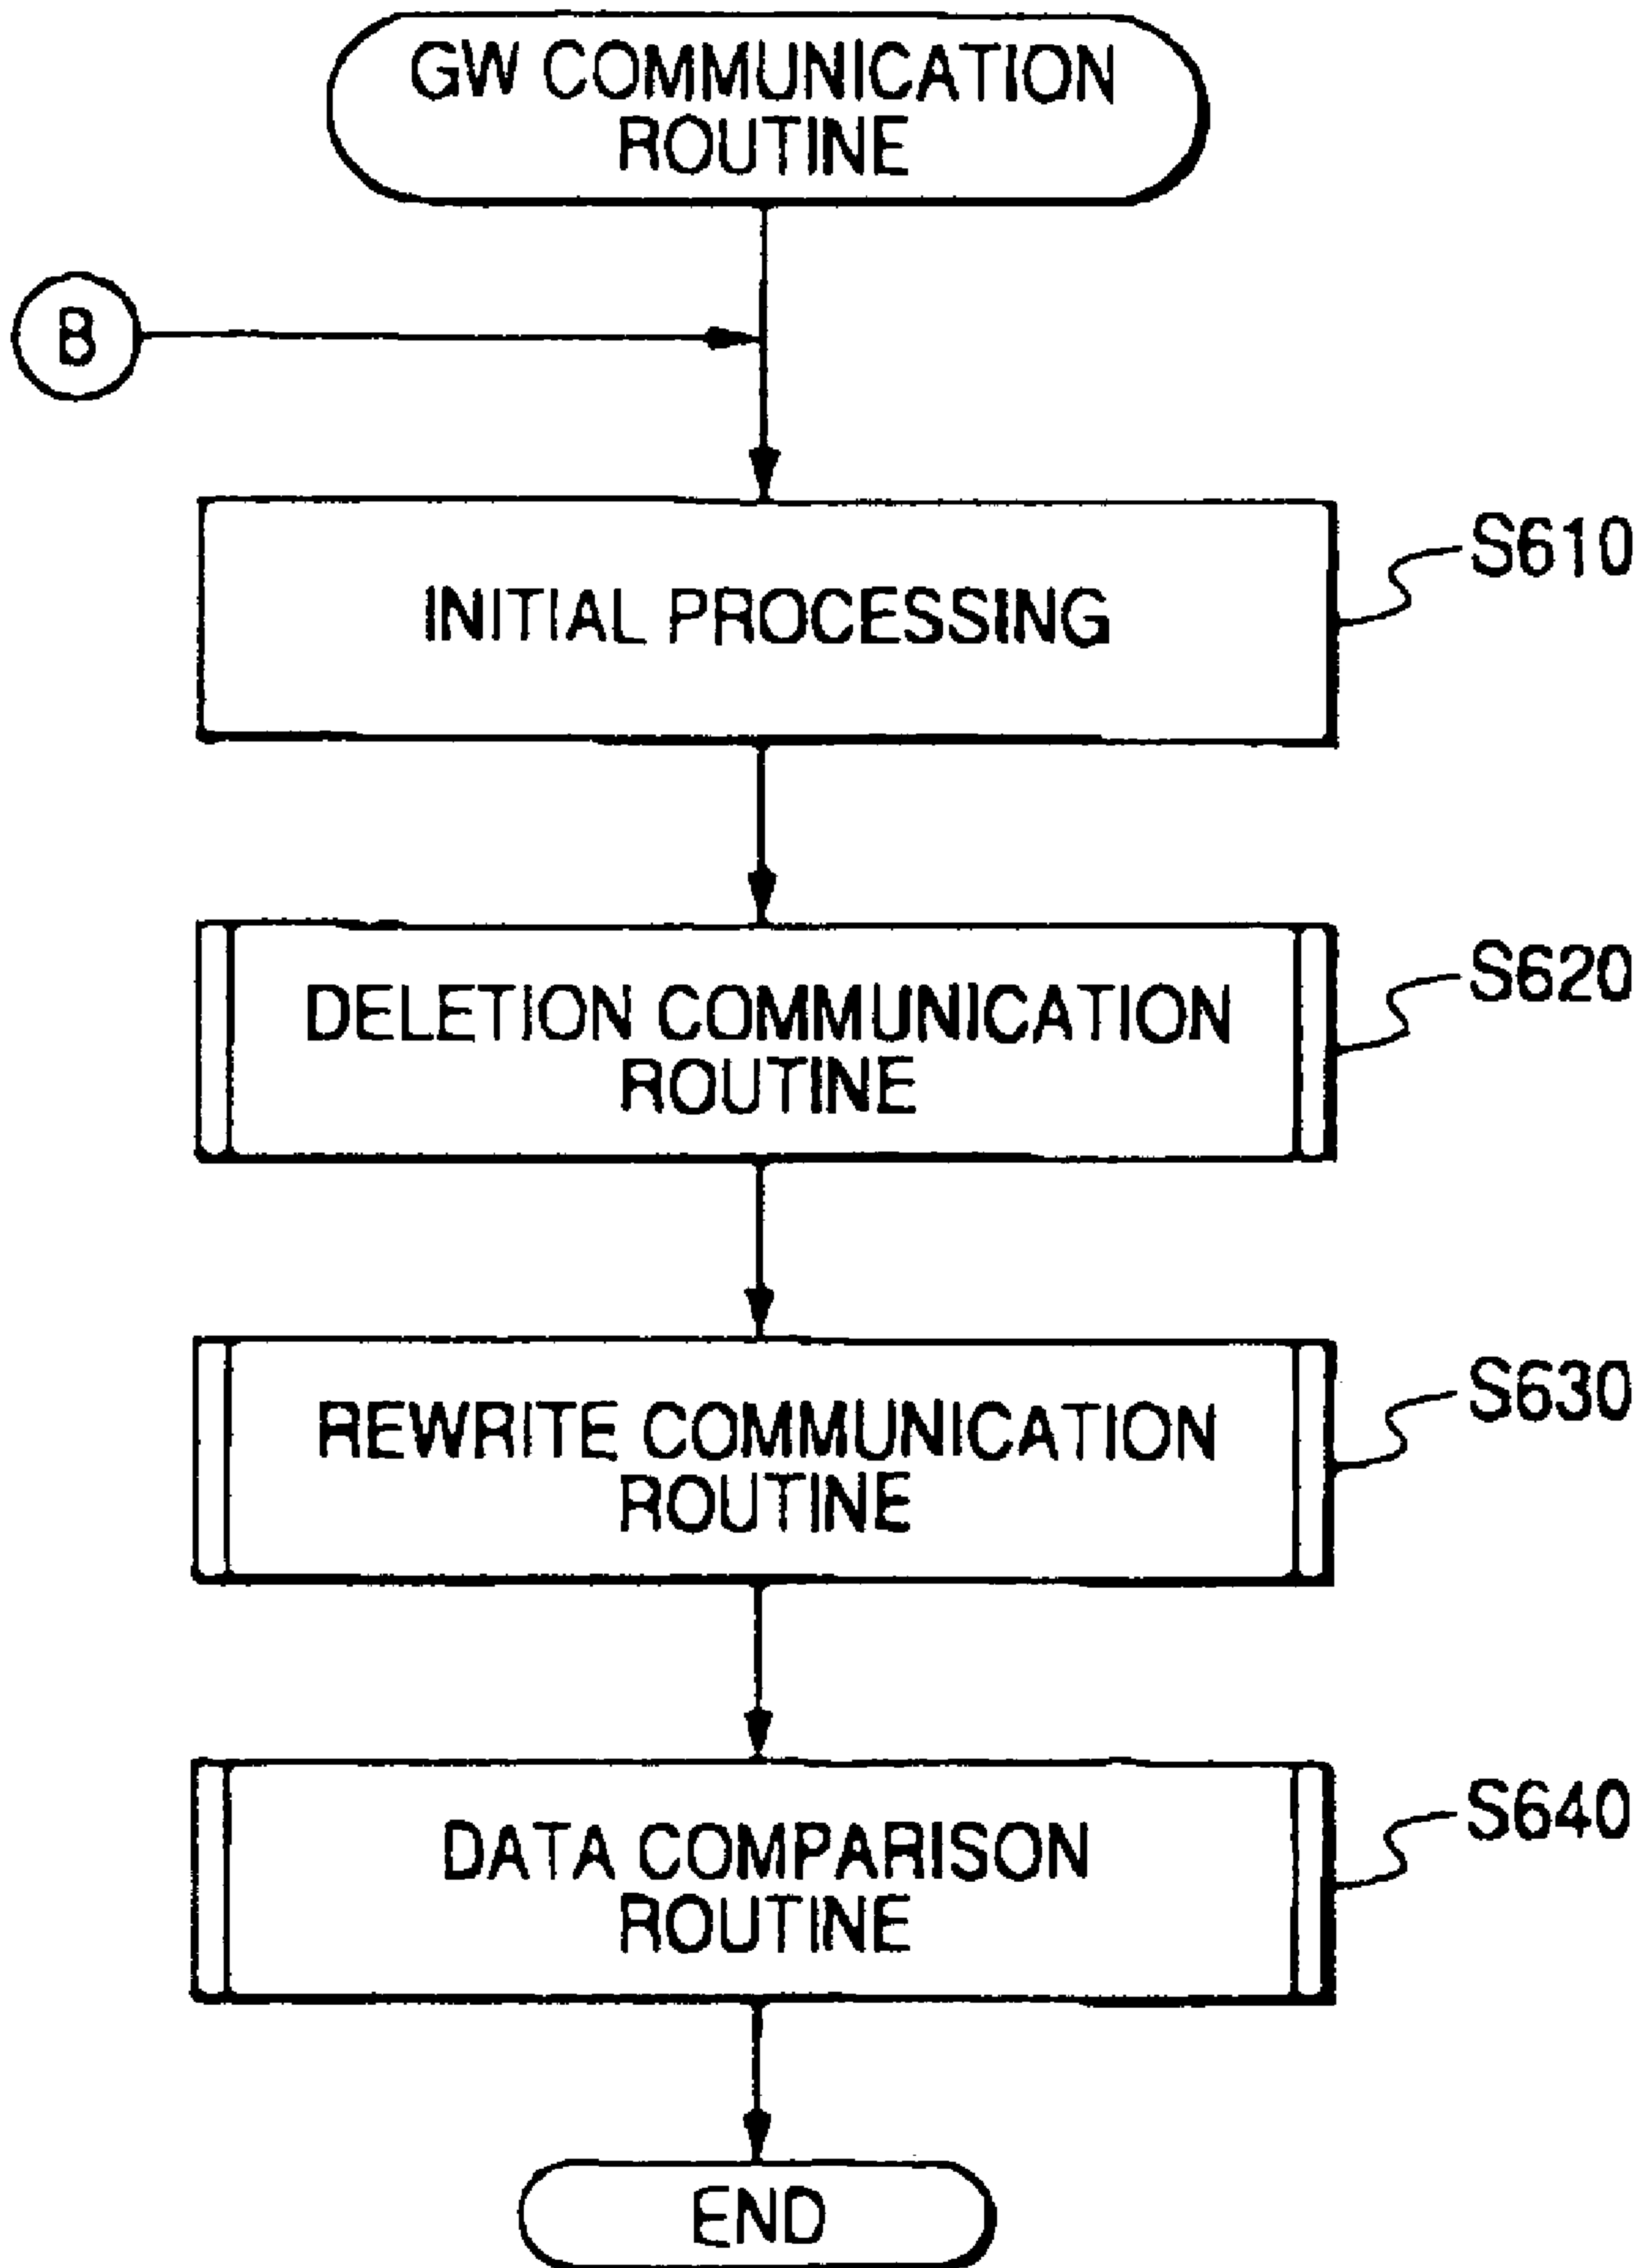 GW COMMUNICATION
ROUTINE
B
INITIAL PROCESSING
S610
DELETION COMMUNICATION
ROUTINE
S620
REWRITE COMMUNICATION
ROUTINE
S630
DATA COMPARISON
ROUTINE
S640
END